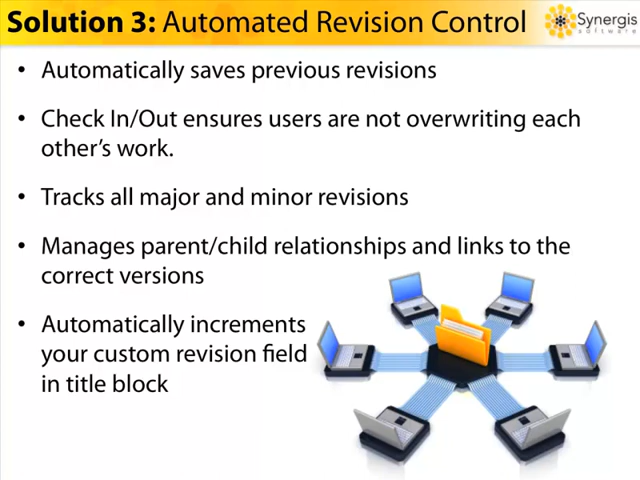 Solution 3: Automated Revision Control
Synergis
software
• Automatically saves previous revisions
• Check In/Out ensures users are not overwriting each
other's work.
• Tracks all major and minor revisions
• Manages parent/child relationships and links to the
correct versions
• Automatically increments
your custom revision field
in title block